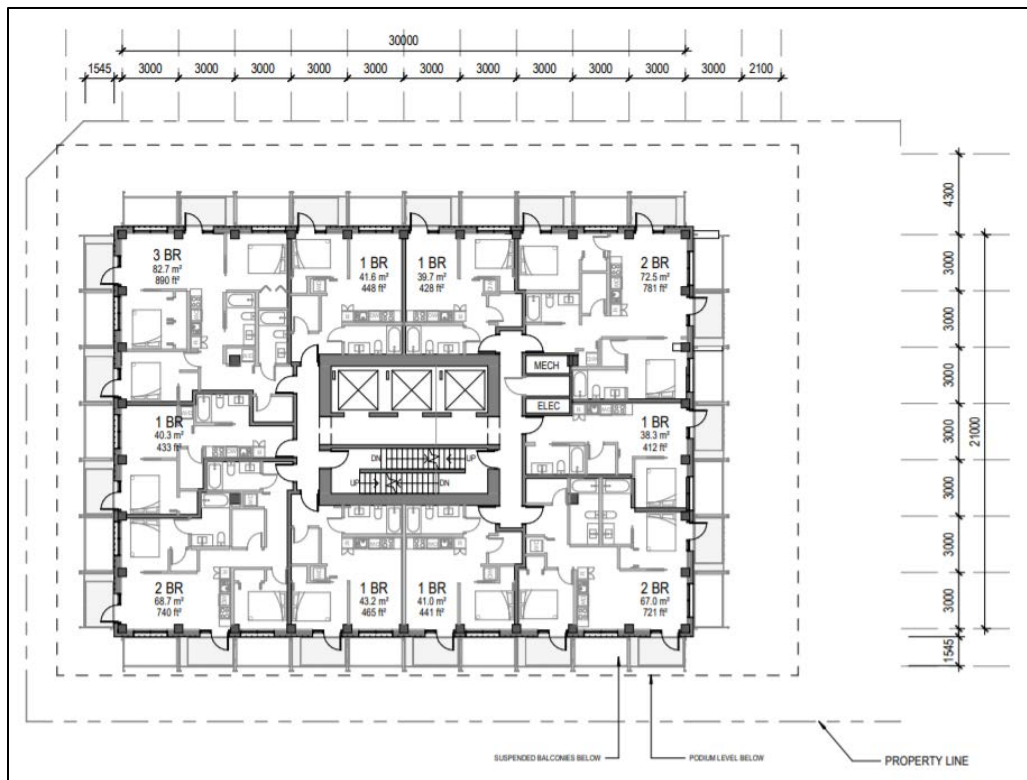 30000
1545 3000 3000 3000 3000 3000 3000 3000 3000 3000 3000 3000 2100
4300
3000
3000
3000
3000
3000
3000
3000
21000
1545
3 BR
82.7 m²
890 ft²
1 BR
41.6 m²
448 ft²
1 BR
39.7 m²
428 ft²
2 BR
72.5 m²
781 ft²
MECH
ELEC
1 BR
40.3 m²
433 ft²
1 BR
38.3 m²
412 ft²
DN UP
UP DN
2 BR
68.7 m²
740 ft²
1 BR
43.2 m²
465 ft²
1 BR
41.0 m²
441 ft²
2 BR
67.0 m²
721 ft²
SUSPENDED BALCONIES BELOW
PODIUM LEVEL BELOW
PROPERTY LINE